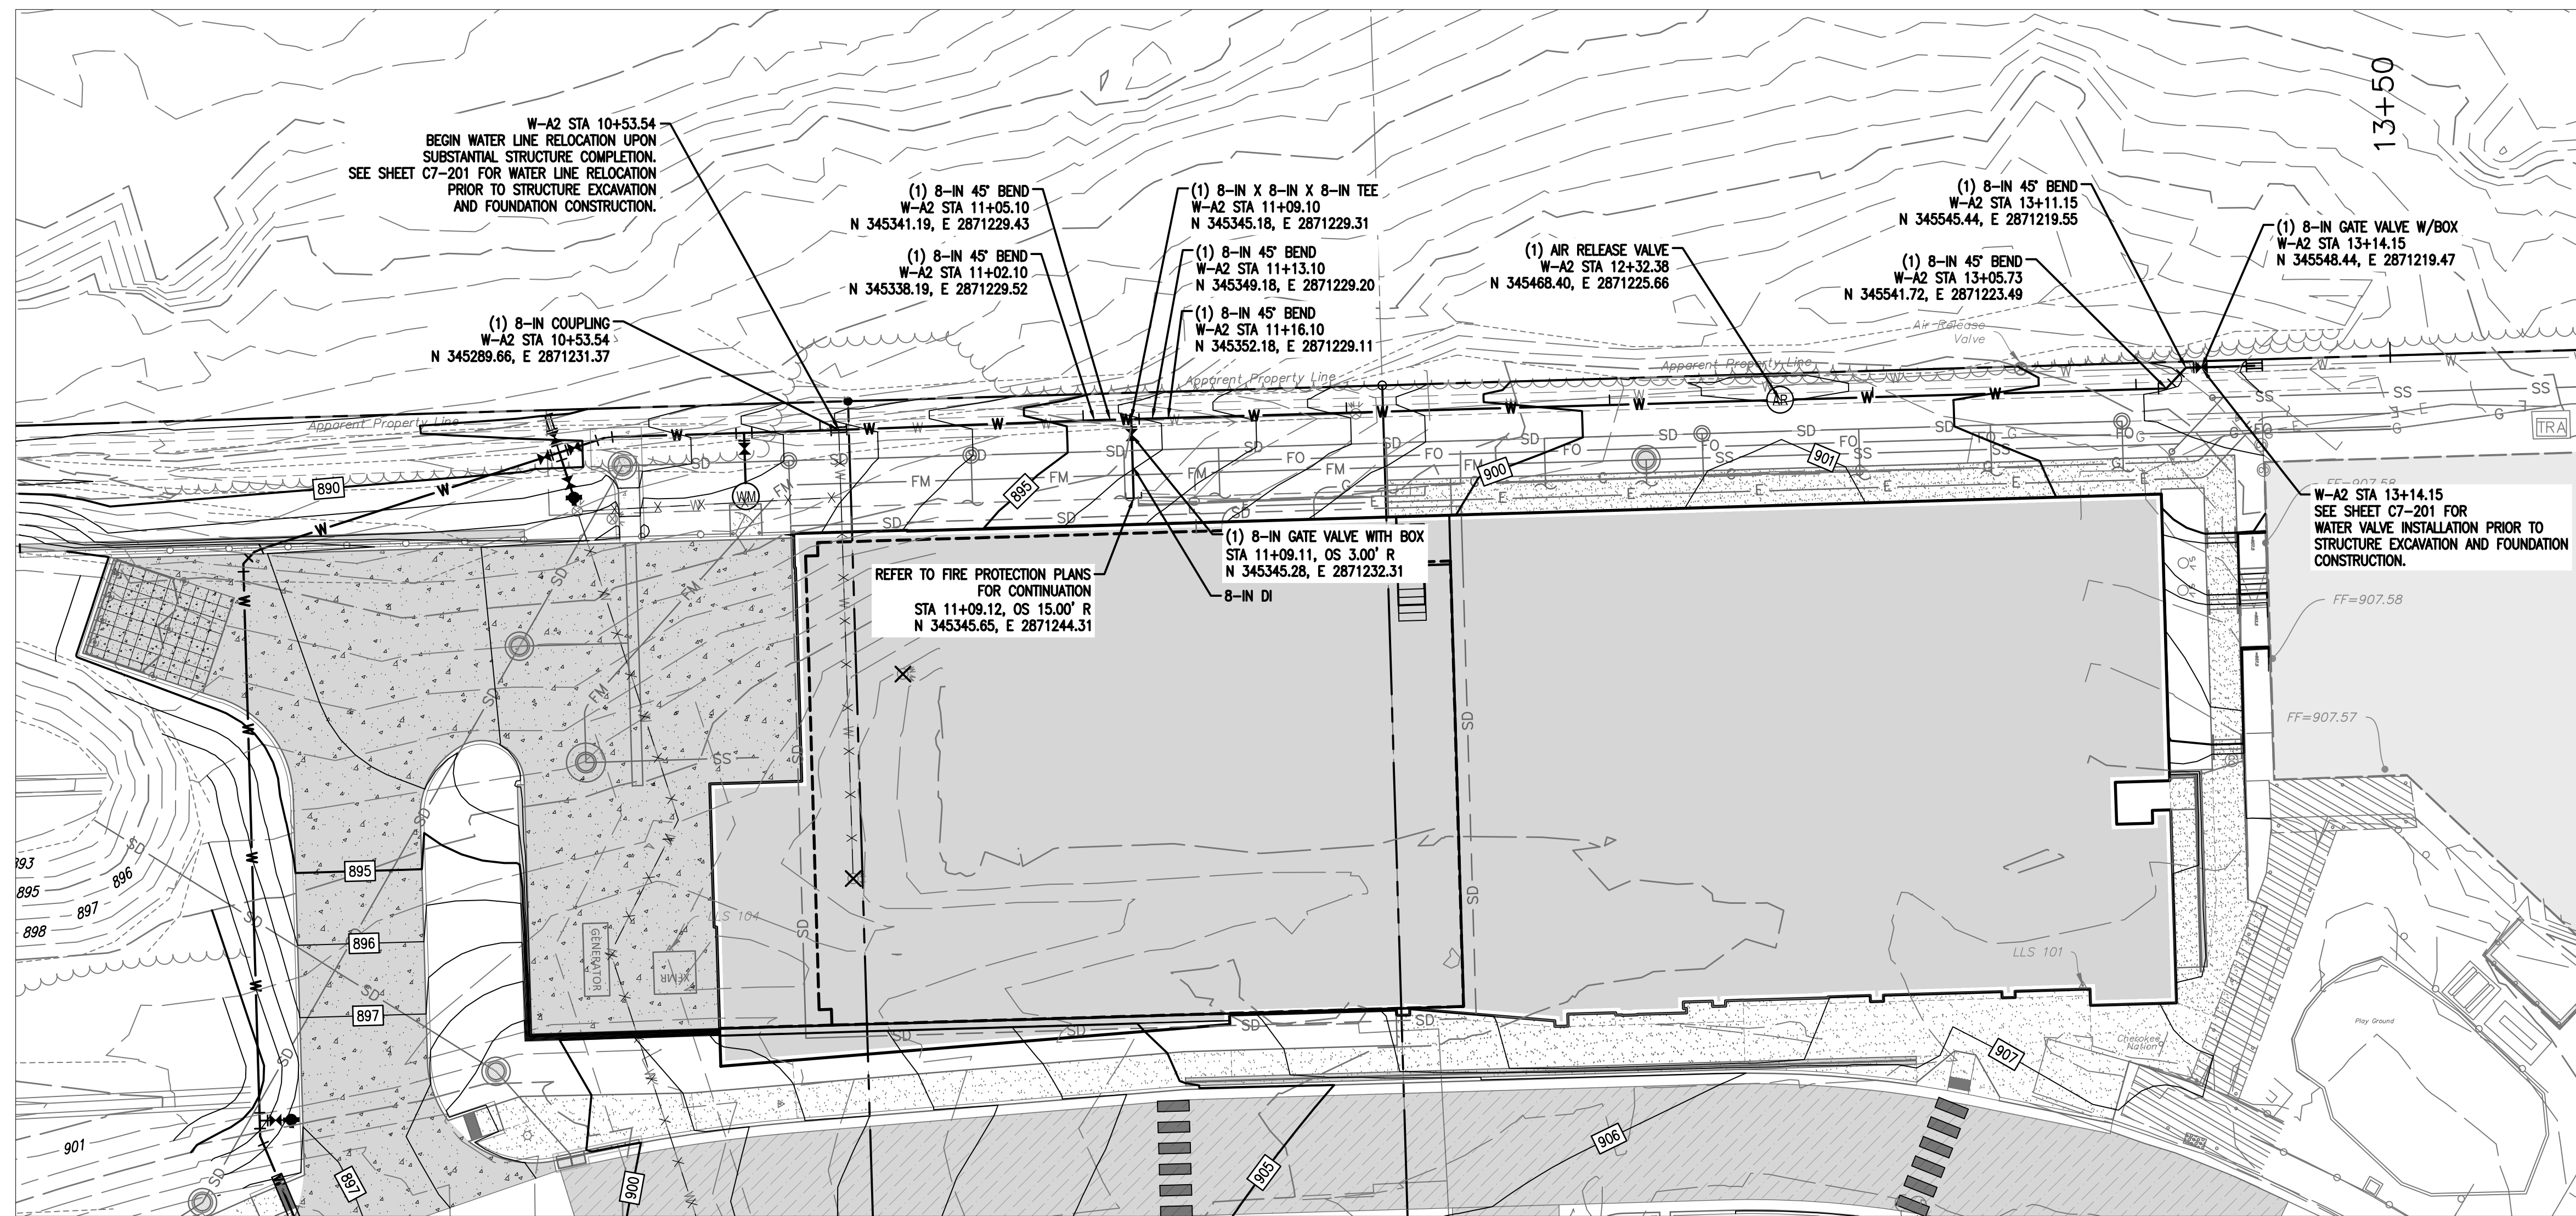 13+50
W-A2 STA 10+53.54
BEGIN WATER LINE RELOCATION UPON
SUBSTANTIAL STRUCTURE COMPLETION.
SEE SHEET C7-201 FOR WATER LINE RELOCATION
PRIOR TO STRUCTURE EXCAVATION
AND FOUNDATION CONSTRUCTION.
(1) 8-IN 45° BEND
W-A2 STA 11+05.10
N 345341.19, E 2871229.43
(1) 8-IN X 8-IN X 8-IN TEE
W-A2 STA 11+09.10
N 345345.18, E 2871229.31
(1) 8-IN 45° BEND
W-A2 STA 13+11.15
N 345545.44, E 2871219.55
(1) 8-IN GATE VALVE W/BOX
W-A2 STA 13+14.15
N 345548.44, E 2871219.47
(1) 8-IN 45° BEND
W-A2 STA 11+02.10
N 345338.19, E 2871229.52
(1) 8-IN 45° BEND
W-A2 STA 11+13.10
N 345349.18, E 2871229.20
(1) AIR RELEASE VALVE
W-A2 STA 12+32.38
N 345468.40, E 2871225.66
(1) 8-IN 45° BEND
W-A2 STA 13+05.73
N 345541.72, E 2871223.49
(1) 8-IN COUPLING
W-A2 STA 10+53.54
N 345289.66, E 2871231.37
(1) 8-IN 45° BEND
W-A2 STA 11+16.10
N 345352.18, E 2871229.11
Air Release
Valve
Apparent Property Line
Apparent Property Line
Apparent Property Line
AR
TRA
WM
890
895
900
901
FF=907.58
W-A2 STA 13+14.15
SEE SHEET C7-201 FOR
WATER VALVE INSTALLATION PRIOR TO
STRUCTURE EXCAVATION AND FOUNDATION
CONSTRUCTION.
(1) 8-IN GATE VALVE WITH BOX
STA 11+09.11, OS 3.00' R
N 345345.28, E 2871232.31
8-IN DI
REFER TO FIRE PROTECTION PLANS
FOR CONTINUATION
STA 11+09.12, OS 15.00' R
N 345345.65, E 2871244.31
FF=907.58
FF=907.57
893
895
896
897
898
895
896
897
LLS 104
GENERATOR
XFMR
LLS 101
Cherokee
Nation
Play Ground
907
906
905
900
901
897